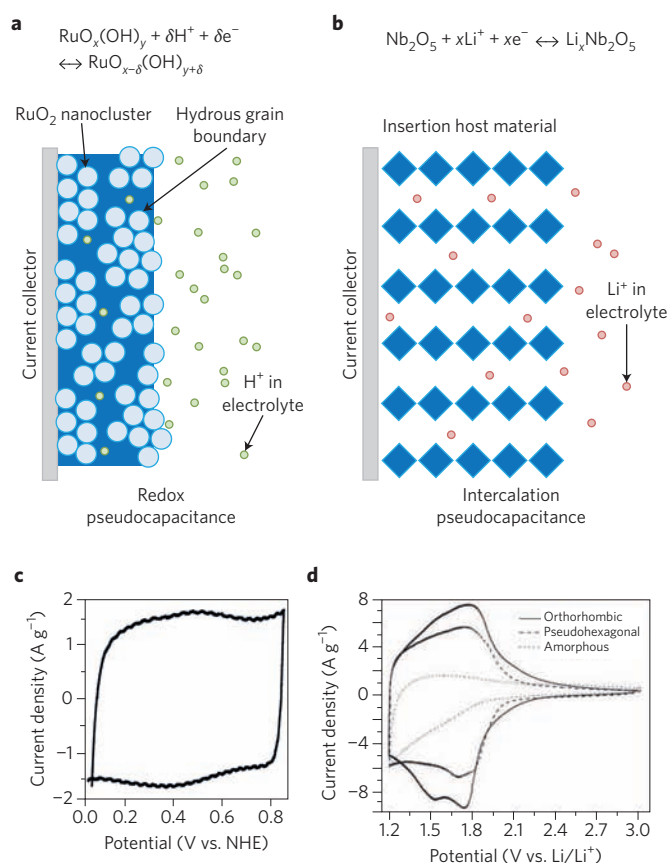 a
RuOₓ(OH)ᵧ + δH⁺ + δe⁻
↔ RuOₓ₋δ(OH)ᵧ₊δ
RuO₂ nanocluster
Hydrous grain
boundary
Current collector
H⁺ in
electrolyte
Redox
pseudocapacitance
b
Nb₂O₅ + xLi⁺ + xe⁻ ↔ LiₓNb₂O₅
Insertion host material
Current collector
Li⁺ in
electrolyte
Intercalation
pseudocapacitance
c
Current density (A g⁻¹)
2
1
0
−1
−2
0.0 0.2 0.4 0.6 0.8
Potential (V vs. NHE)
d
Current density (A g⁻¹)
8
4
0
−4
−8
Orthorhombic
Pseudohexagonal
Amorphous
1.2 1.5 1.8 2.1 2.4 2.7 3.0
Potential (V vs. Li/Li⁺)